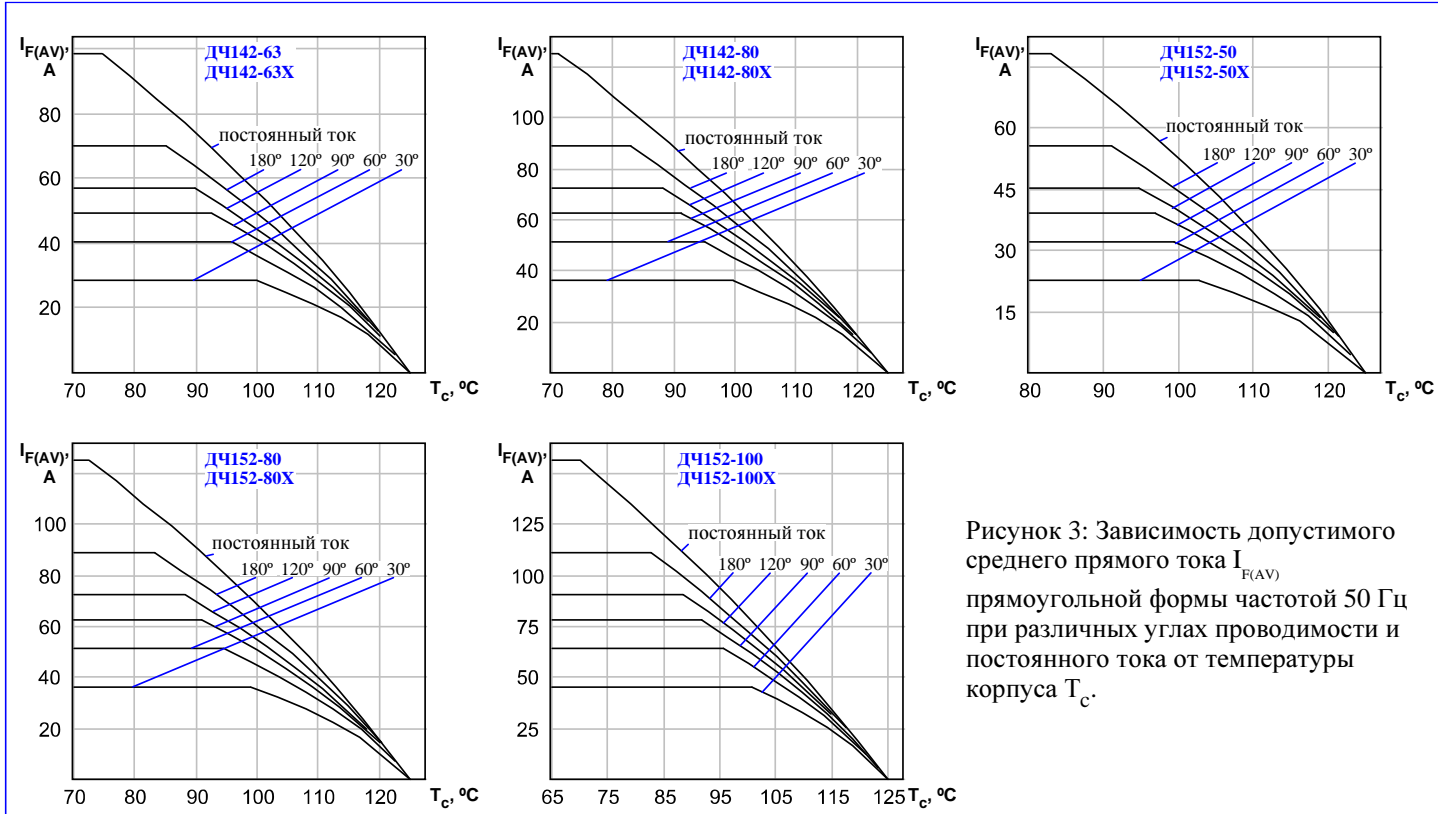 I F(AV), A
ДЧ142-63
ДЧ142-63Х
80
60
40
20
постоянный ток
180º 120º 90º 60º 30º
70 80 90 100 110 120 Tc, ºC
I F(AV), A
ДЧ142-80
ДЧ142-80Х
100
80
60
40
20
постоянный ток
180º 120º 90º 60º 30º
70 80 90 100 110 120 Tc, ºC
I F(AV), A
ДЧ152-50
ДЧ152-50Х
60
45
30
15
постоянный ток
180º 120º 90º 60º 30º
80 90 100 110 120 Tc, ºC
I F(AV), A
ДЧ152-80
ДЧ152-80Х
100
80
60
40
20
постоянный ток
180º 120º 90º 60º 30º
70 80 90 100 110 120 Tc, ºC
I F(AV), A
ДЧ152-100
ДЧ152-100Х
125
100
75
50
25
постоянный ток
180º 120º 90º 60º 30º
65 75 85 95 105 115 125 Tc, ºC
Рисунок 3: Зависимость допустимого
среднего прямого тока I F(AV)
прямоугольной формы частотой 50 Гц
при различных углах проводимости и
постоянного тока от температуры
корпуса Tc.